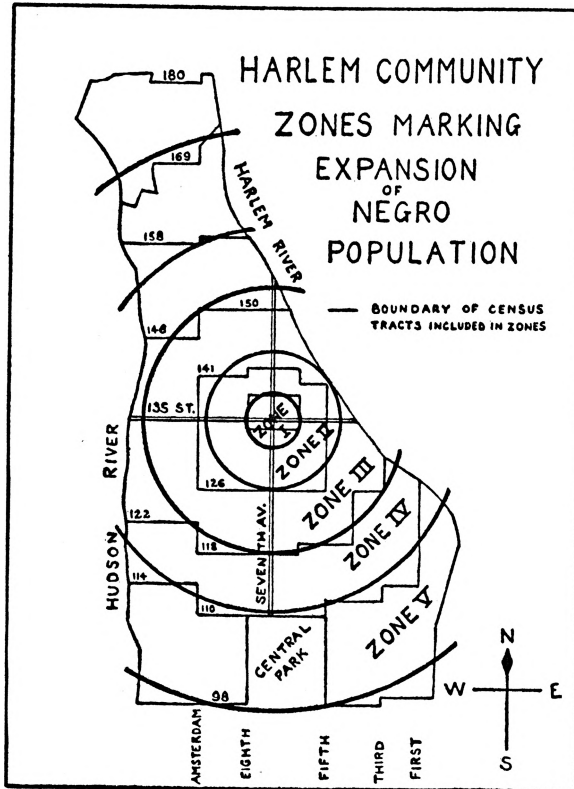 HARLEM COMMUNITY
ZONES MARKING
EXPANSION
OF
NEGRO
POPULATION
BOUNDARY OF CENSUS
TRACTS INCLUDED IN ZONES
180
169
HARLEM RIVER
158
150
146
141
135 ST.
ZONE I
ZONE II
126
ZONE III
122
118
SEVENTH AV.
ZONE IV
HUDSON RIVER
114
110
CENTRAL
PARK
ZONE V
98
AMSTERDAM
EIGHTH
FIFTH
THIRD
FIRST
N
W
E
S